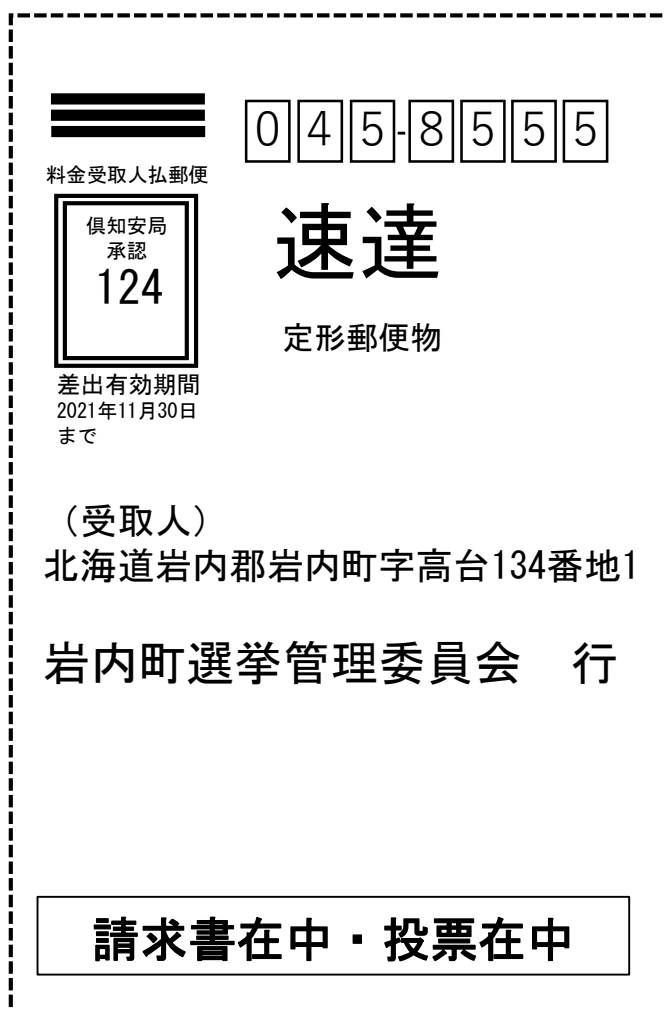 045-8555
料金受取人払郵便
倶知安局
承認
124
速達
定形郵便物
差出有効期間
2021年11月30日
まで
（受取人）
北海道岩内郡岩内町字高台134番地1
岩内町選挙管理委員会　行
請求書在中・投票在中